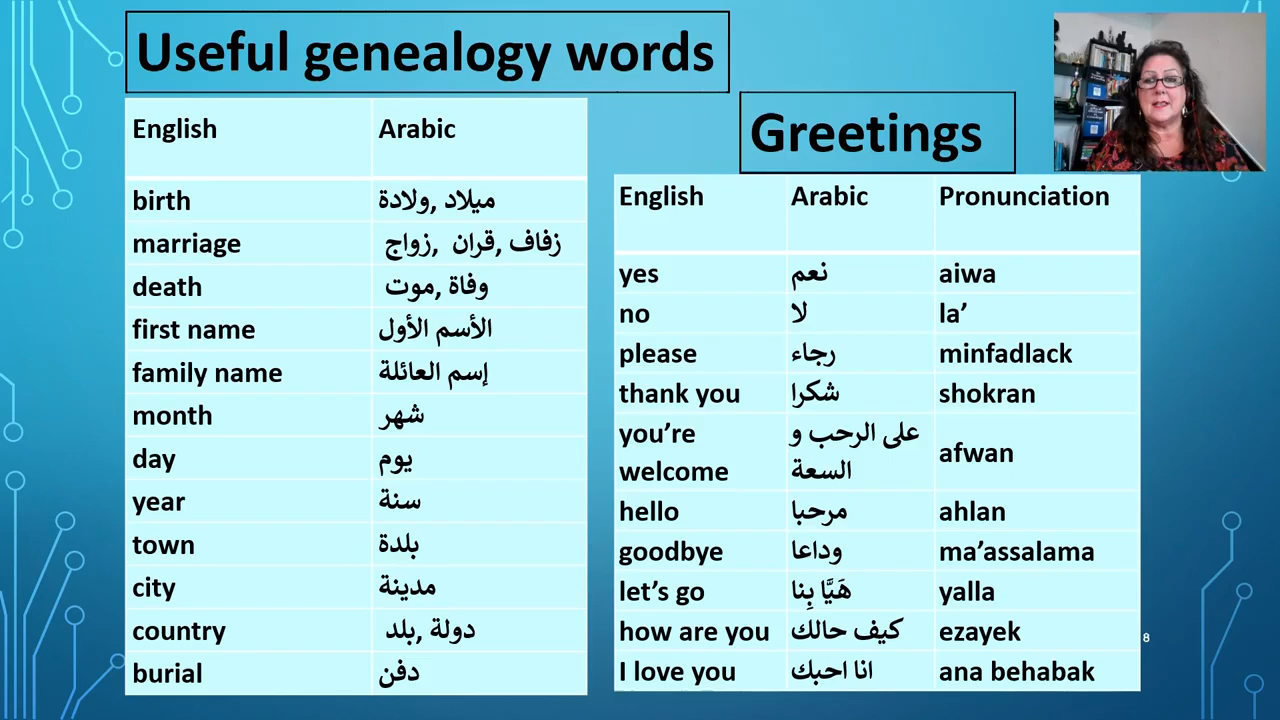 Useful genealogy words
English Arabic
birth ميلاد ,ولادة
marriage زفاف ,قران ,زواج
death وفاة ,موت
first name الأسم الأول
family name إسم العائلة
month شهر
day يوم
year سنة
town بلدة
city مدينة
country دولة ,بلد
burial دفن
Greetings
English Arabic Pronunciation
yes نعم aiwa
no لا la’
please رجاء minfadlack
thank you شكرا shokran
you’re على الرحب و
welcome السعة afwan
hello مرحبا ahlan
goodbye وداعا ma’assalama
let’s go هَيَّا بِنا yalla
how are you كيف حالك ezayek
I love you انا احبك ana behabak
8